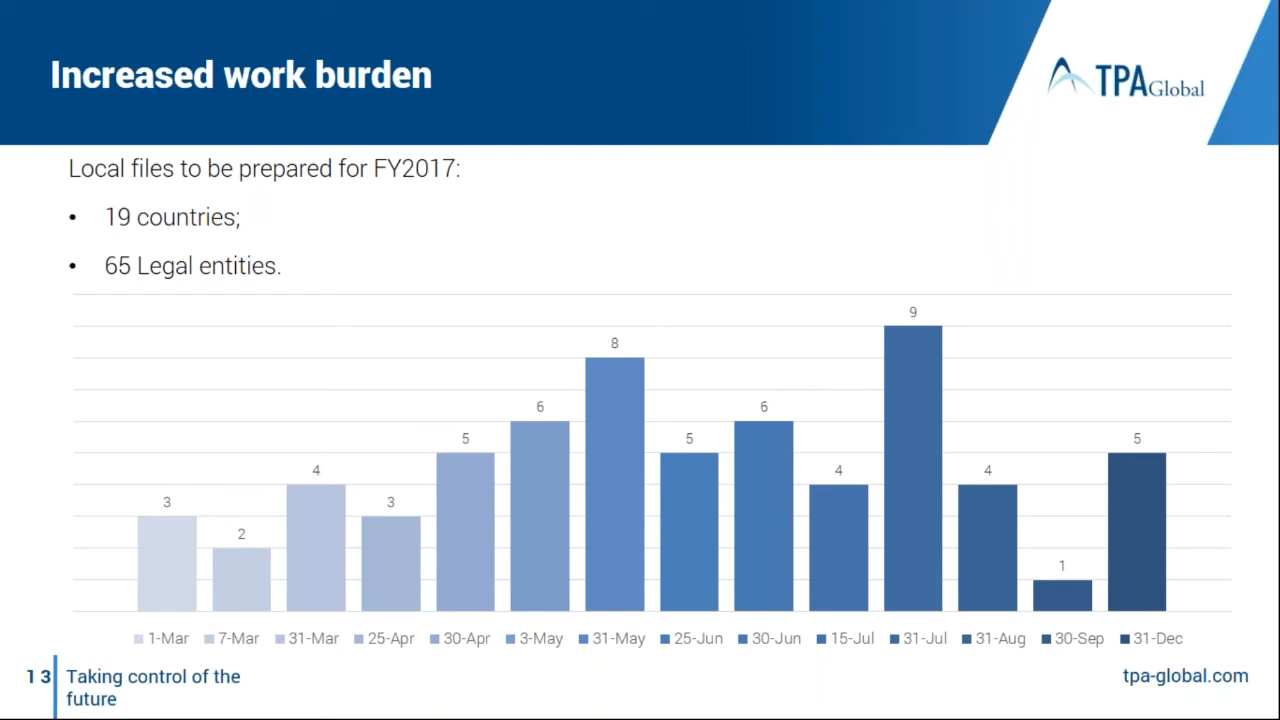 Increased work burden
TPA Global
Local files to be prepared for FY2017:
• 19 countries;
• 65 Legal entities.
9
8
6 6
5 5 5
4 4 4
3 3
2
1
1-Mar 7-Mar 31-Mar 25-Apr 30-Apr 3-May 31-May 25-Jun 30-Jun 15-Jul 31-Jul 31-Aug 30-Sep 31-Dec
13 Taking control of the
future
tpa-global.com